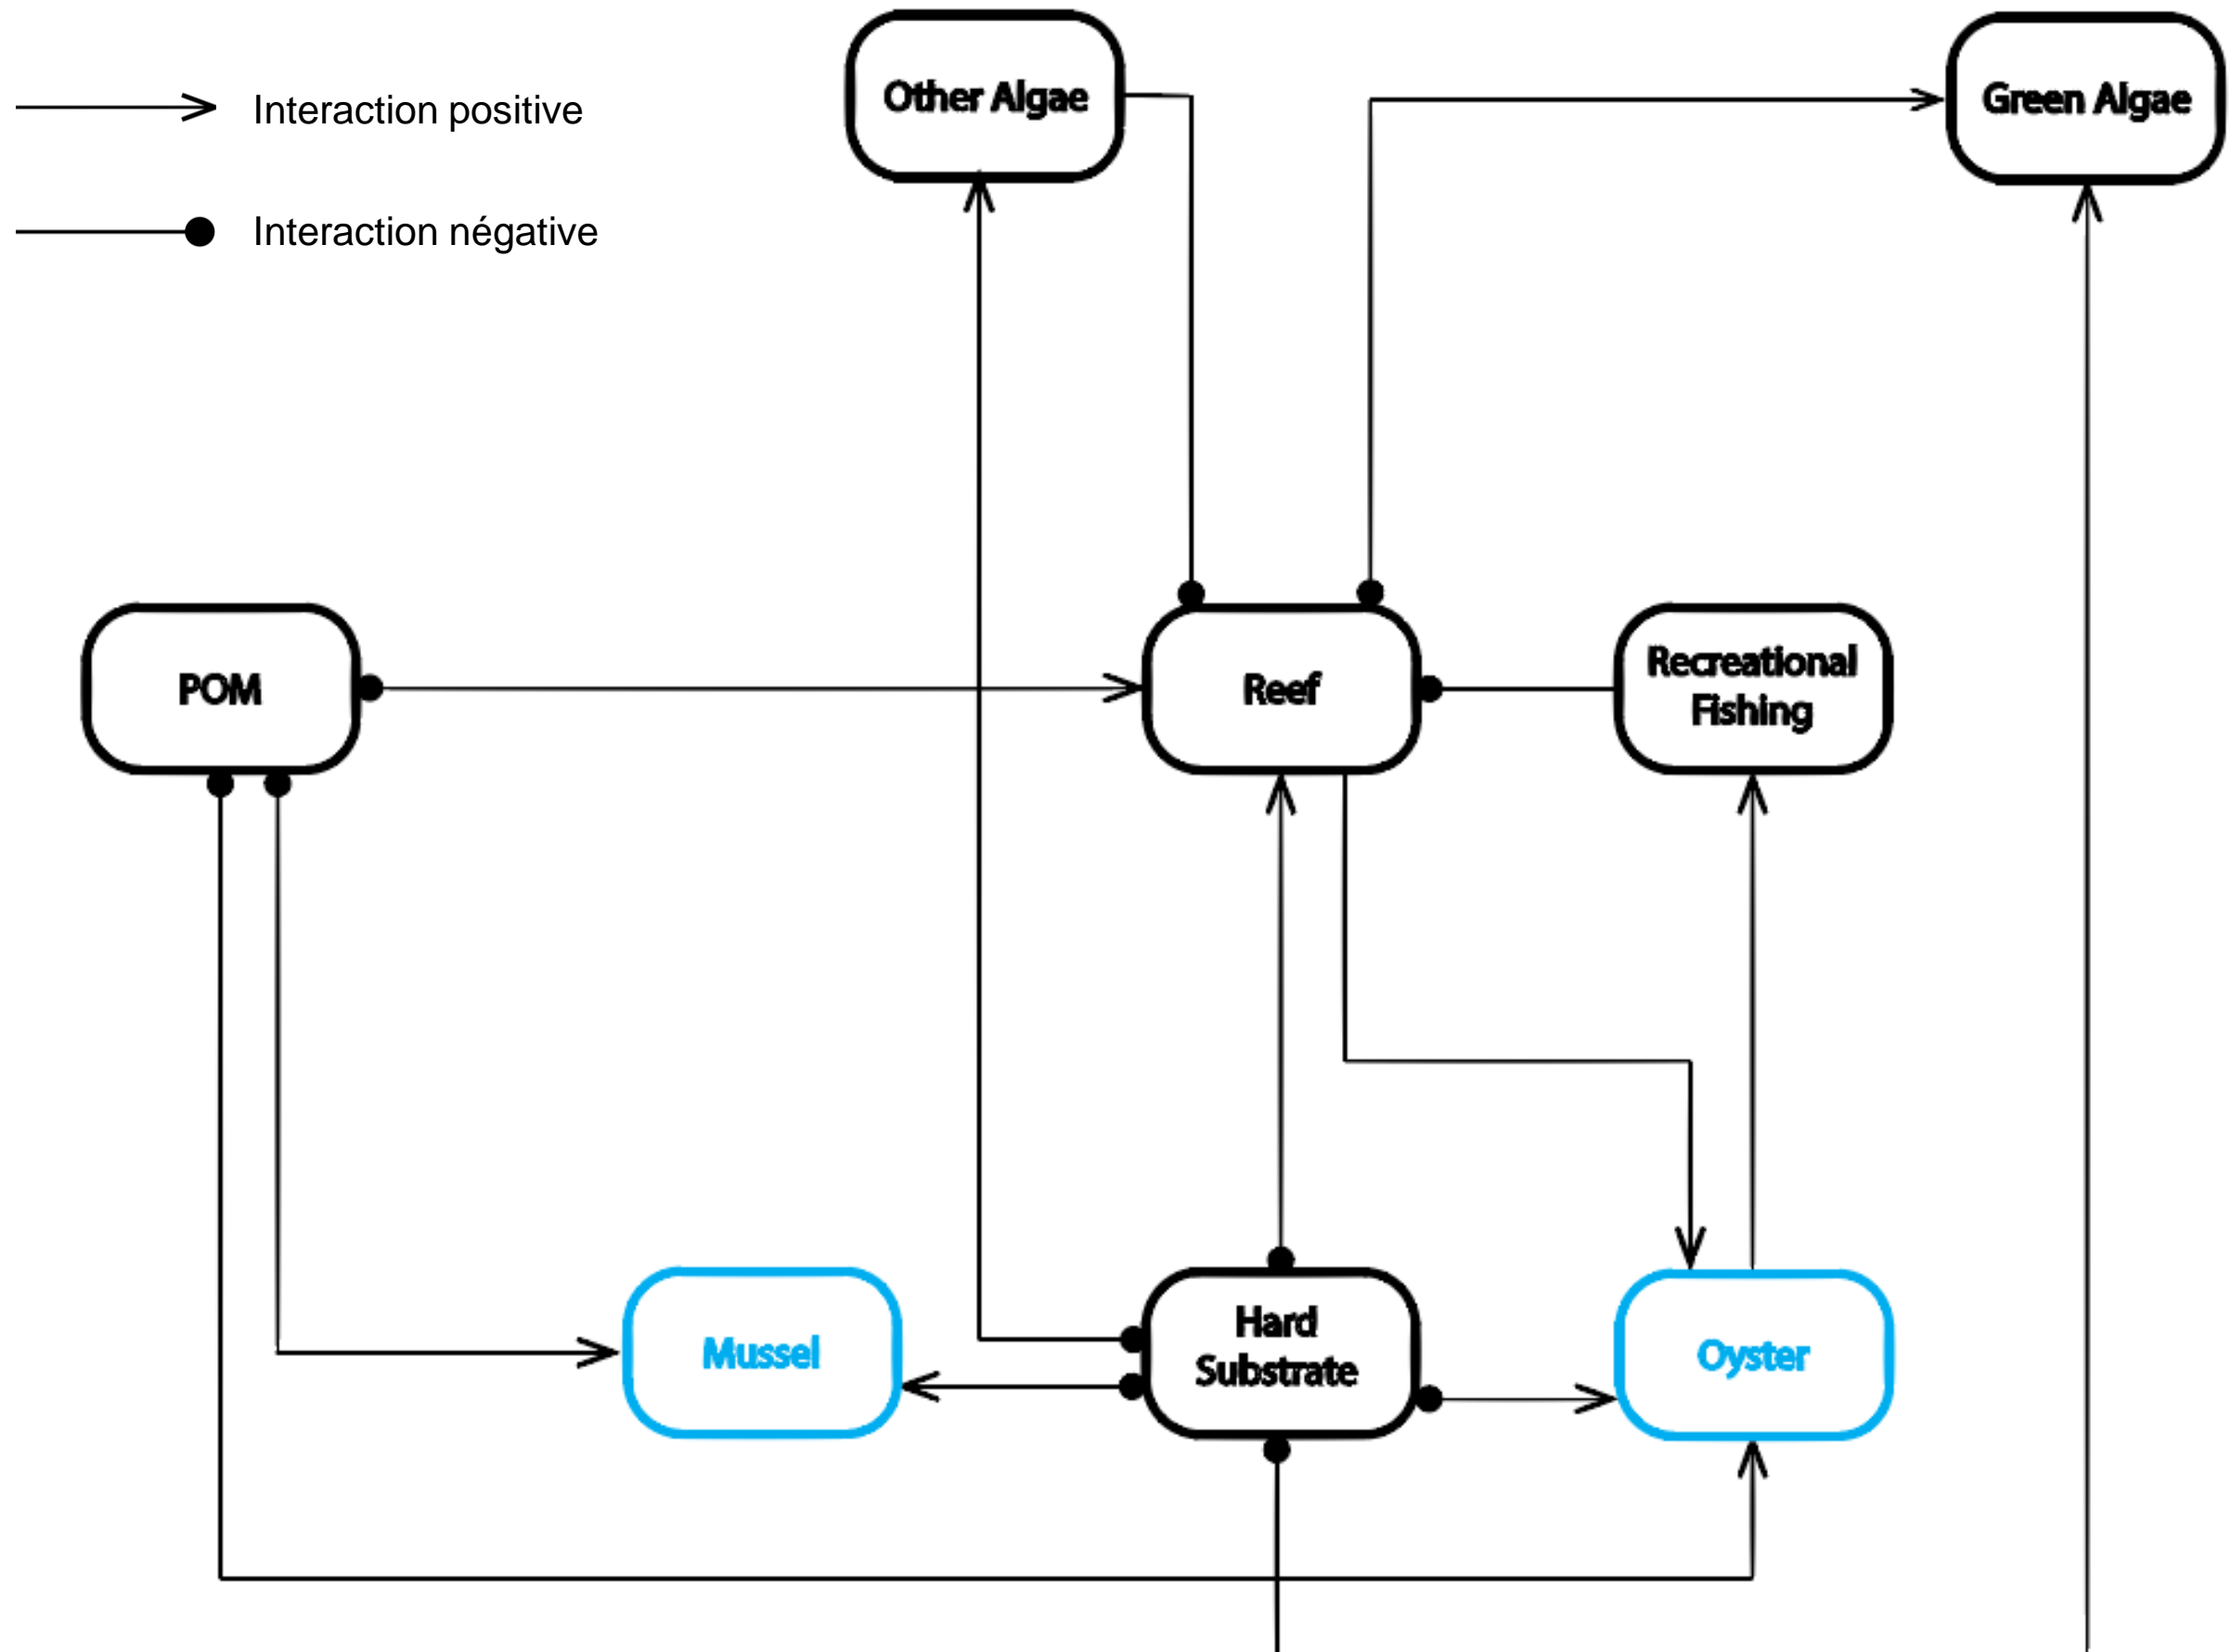 Interaction positive
Interaction négative
Other Algae
Green Algae
POM
Reef
Recreational
Fishing
Mussel
Hard
Substrate
Oyster